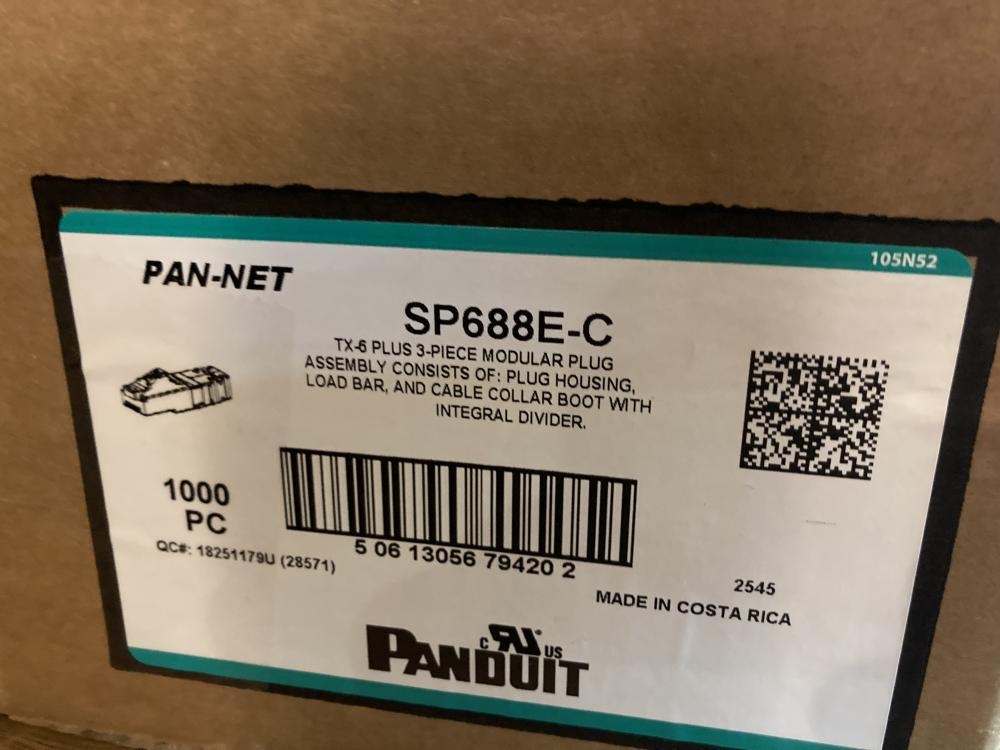 105N52
PAN-NET
SP688E-C
TX-6 PLUS 3-PIECE MODULAR PLUG
ASSEMBLY CONSISTS OF: PLUG HOUSING,
LOAD BAR, AND CABLE COLLAR BOOT WITH
INTEGRAL DIVIDER.
1000
PC
QC#: 18251179U (28571)
5 06 13056 79420 2
2545
MADE IN COSTA RICA
C RU US
PANDUIT